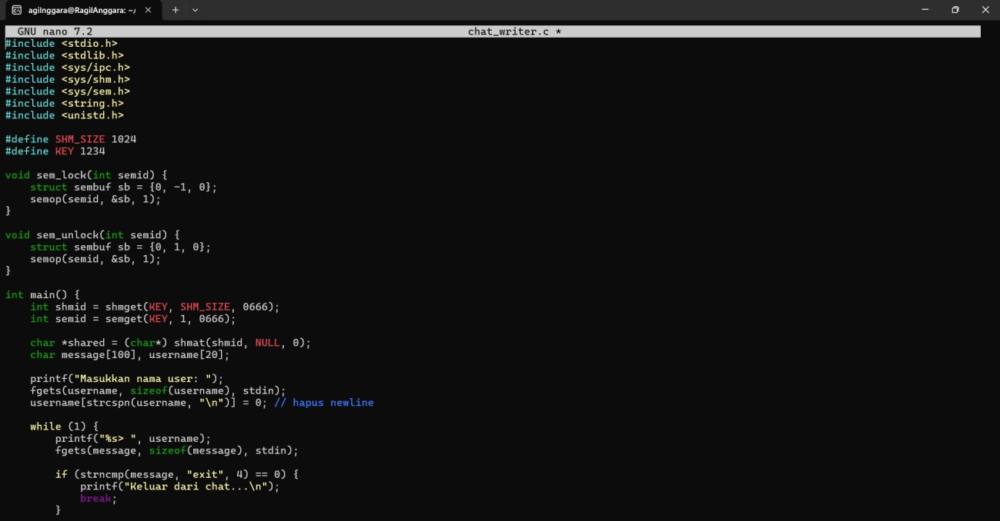 agilnggara@RagilAnggara: ~/
GNU nano 7.2 chat_writer.c *
#include <stdio.h>
#include <stdlib.h>
#include <sys/ipc.h>
#include <sys/shm.h>
#include <sys/sem.h>
#include <string.h>
#include <unistd.h>

#define SHM_SIZE 1024
#define KEY 1234

void sem_lock(int semid) {
    struct sembuf sb = {0, -1, 0};
    semop(semid, &sb, 1);
}

void sem_unlock(int semid) {
    struct sembuf sb = {0, 1, 0};
    semop(semid, &sb, 1);
}

int main() {
    int shmid = shmget(KEY, SHM_SIZE, 0666);
    int semid = semget(KEY, 1, 0666);

    char *shared = (char*) shmat(shmid, NULL, 0);
    char message[100], username[20];

    printf("Masukkan nama user: ");
    fgets(username, sizeof(username), stdin);
    username[strcspn(username, "\n")] = 0; // hapus newline

    while (1) {
        printf("%s> ", username);
        fgets(message, sizeof(message), stdin);

        if (strncmp(message, "exit", 4) == 0) {
            printf("Keluar dari chat...\n");
            break;
        }